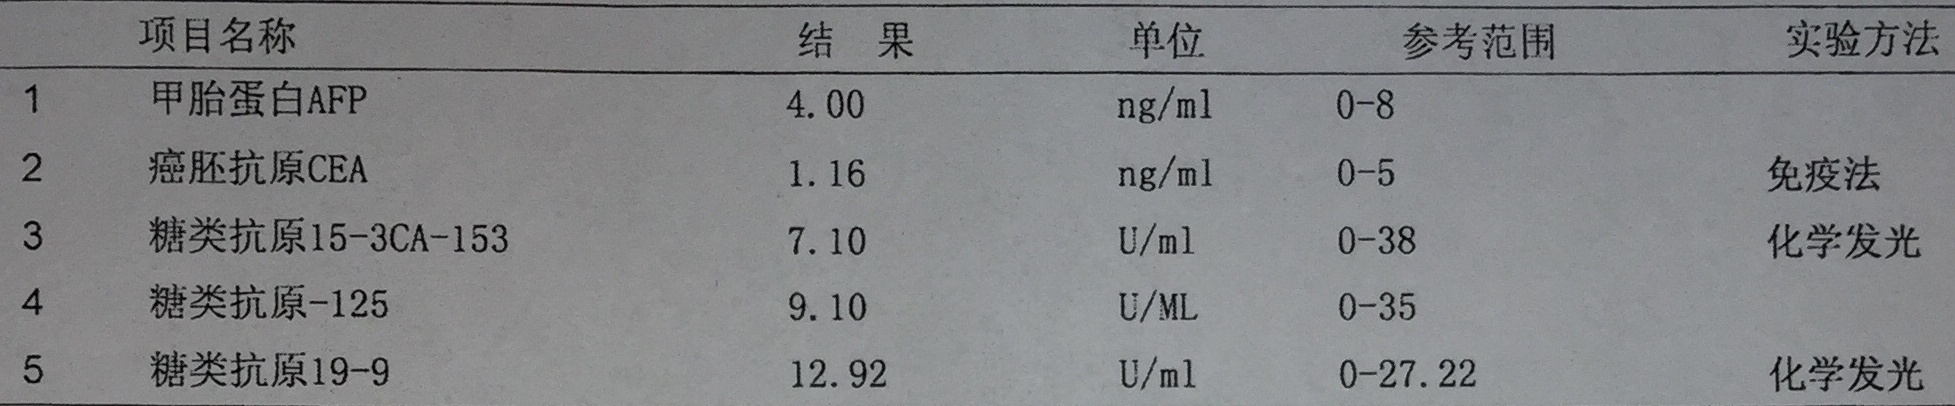 项目名称 结 果 单位 参考范围 实验方法
1 甲胎蛋白AFP 4.00 ng/ml 0-8
2 癌胚抗原CEA 1.16 ng/ml 0-5 免疫法
3 糖类抗原15-3CA-153 7.10 U/ml 0-38 化学发光
4 糖类抗原-125 9.10 U/ML 0-35
5 糖类抗原19-9 12.92 U/ml 0-27.22 化学发光